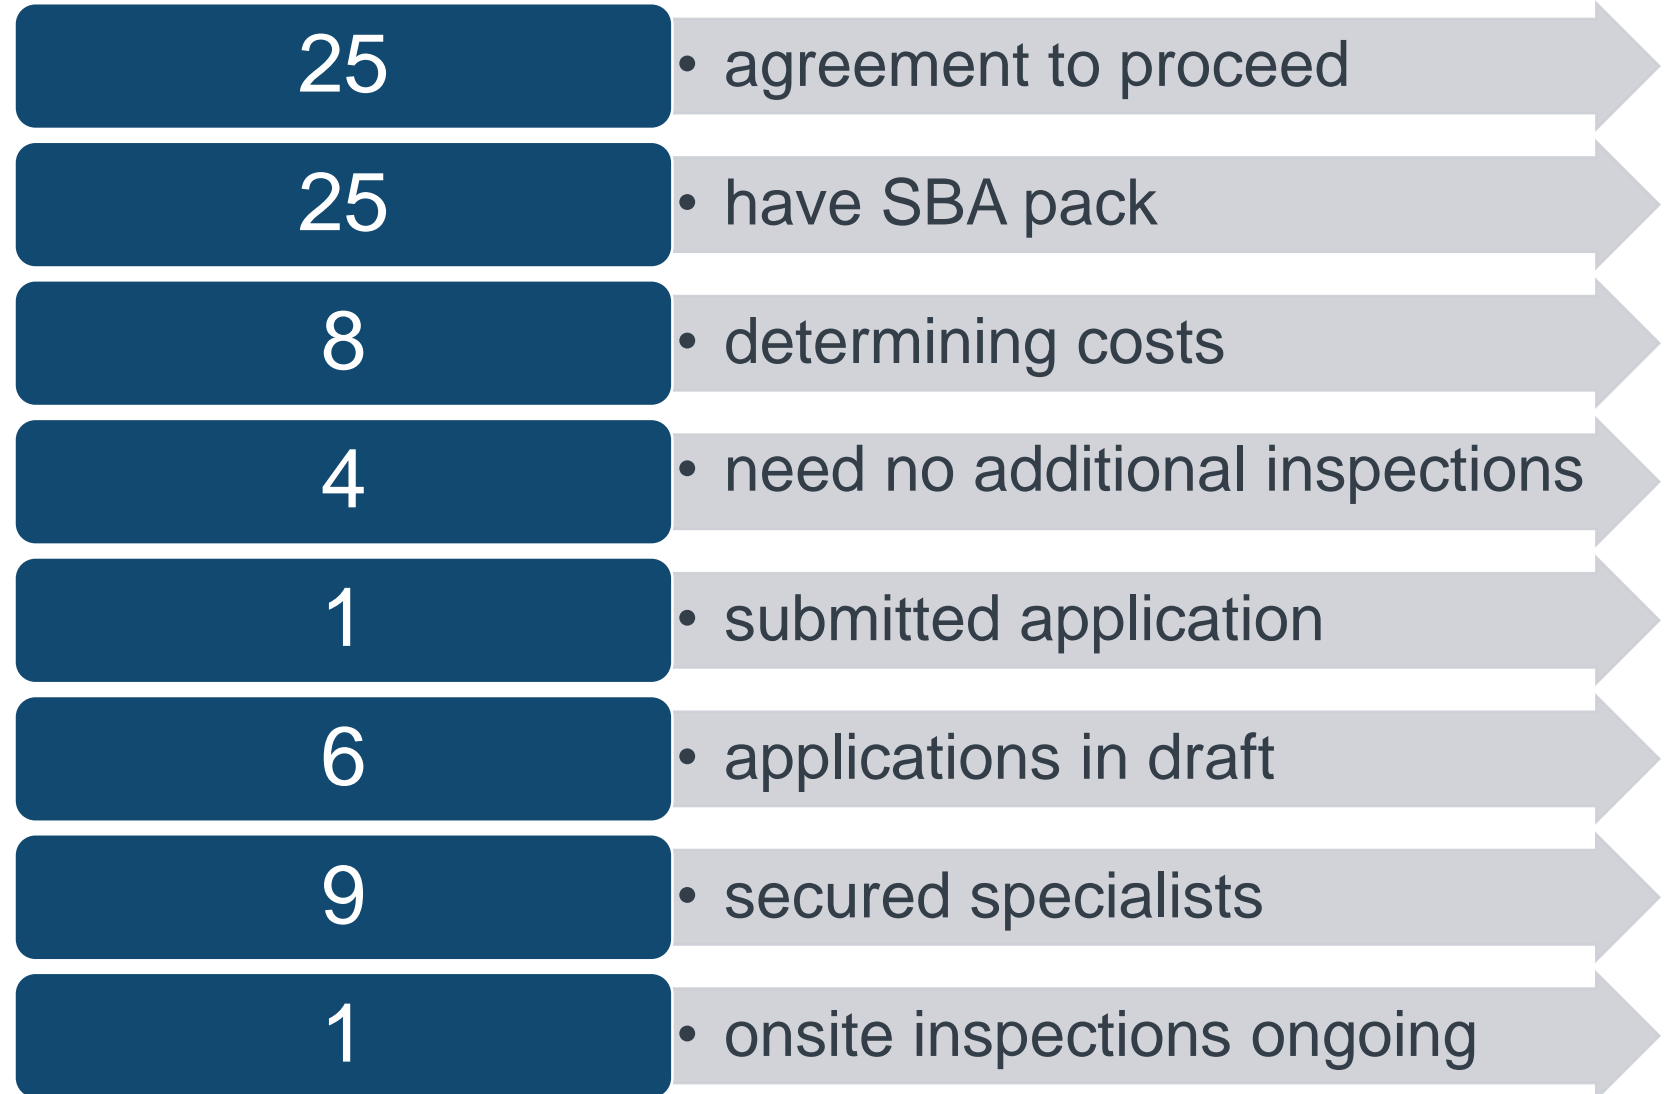 25 • agreement to proceed
25 • have SBA pack
8 • determining costs
4 • need no additional inspections
1 • submitted application
6 • applications in draft
9 • secured specialists
1 • onsite inspections ongoing